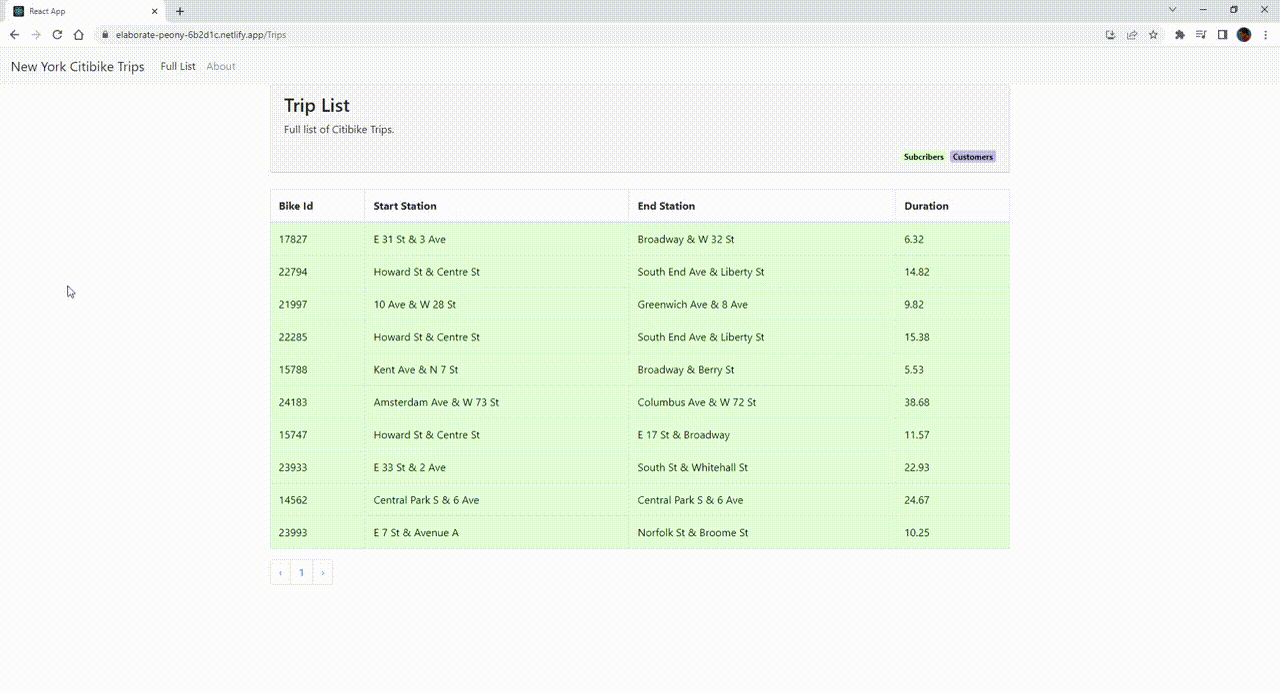 React App
elaborate-peony-6b2d1c.netlify.app/Trips
New York Citibike Trips Full List About
Trip List
Full list of Citibike Trips.
Subcribers Customers
Bike Id Start Station End Station Duration
17827 E 31 St & 3 Ave Broadway & W 32 St 6.32
22794 Howard St & Centre St South End Ave & Liberty St 14.82
21997 10 Ave & W 28 St Greenwich Ave & 8 Ave 9.82
22285 Howard St & Centre St South End Ave & Liberty St 15.38
15788 Kent Ave & N 7 St Broadway & Berry St 5.53
24183 Amsterdam Ave & W 73 St Columbus Ave & W 72 St 38.68
15747 Howard St & Centre St E 17 St & Broadway 11.57
23933 E 33 St & 2 Ave South St & Whitehall St 22.93
14562 Central Park S & 6 Ave Central Park S & 6 Ave 24.67
23993 E 7 St & Avenue A Norfolk St & Broome St 10.25
‹ 1 ›